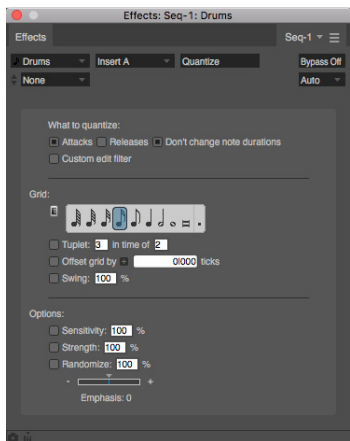 Effects: Seq-1: Drums
Effects Seq-1
Drums Insert A Quantize Bypass Off
None Auto
What to quantize:
Attacks Releases Don't change note durations
Custom edit filter
Grid:
Tuplet: 3 in time of 2
Offset grid by 0|000 ticks
Swing: 100 %
Options:
Sensitivity: 100 %
Strength: 100 %
Randomize: 100 %
- +
Emphasis: 0